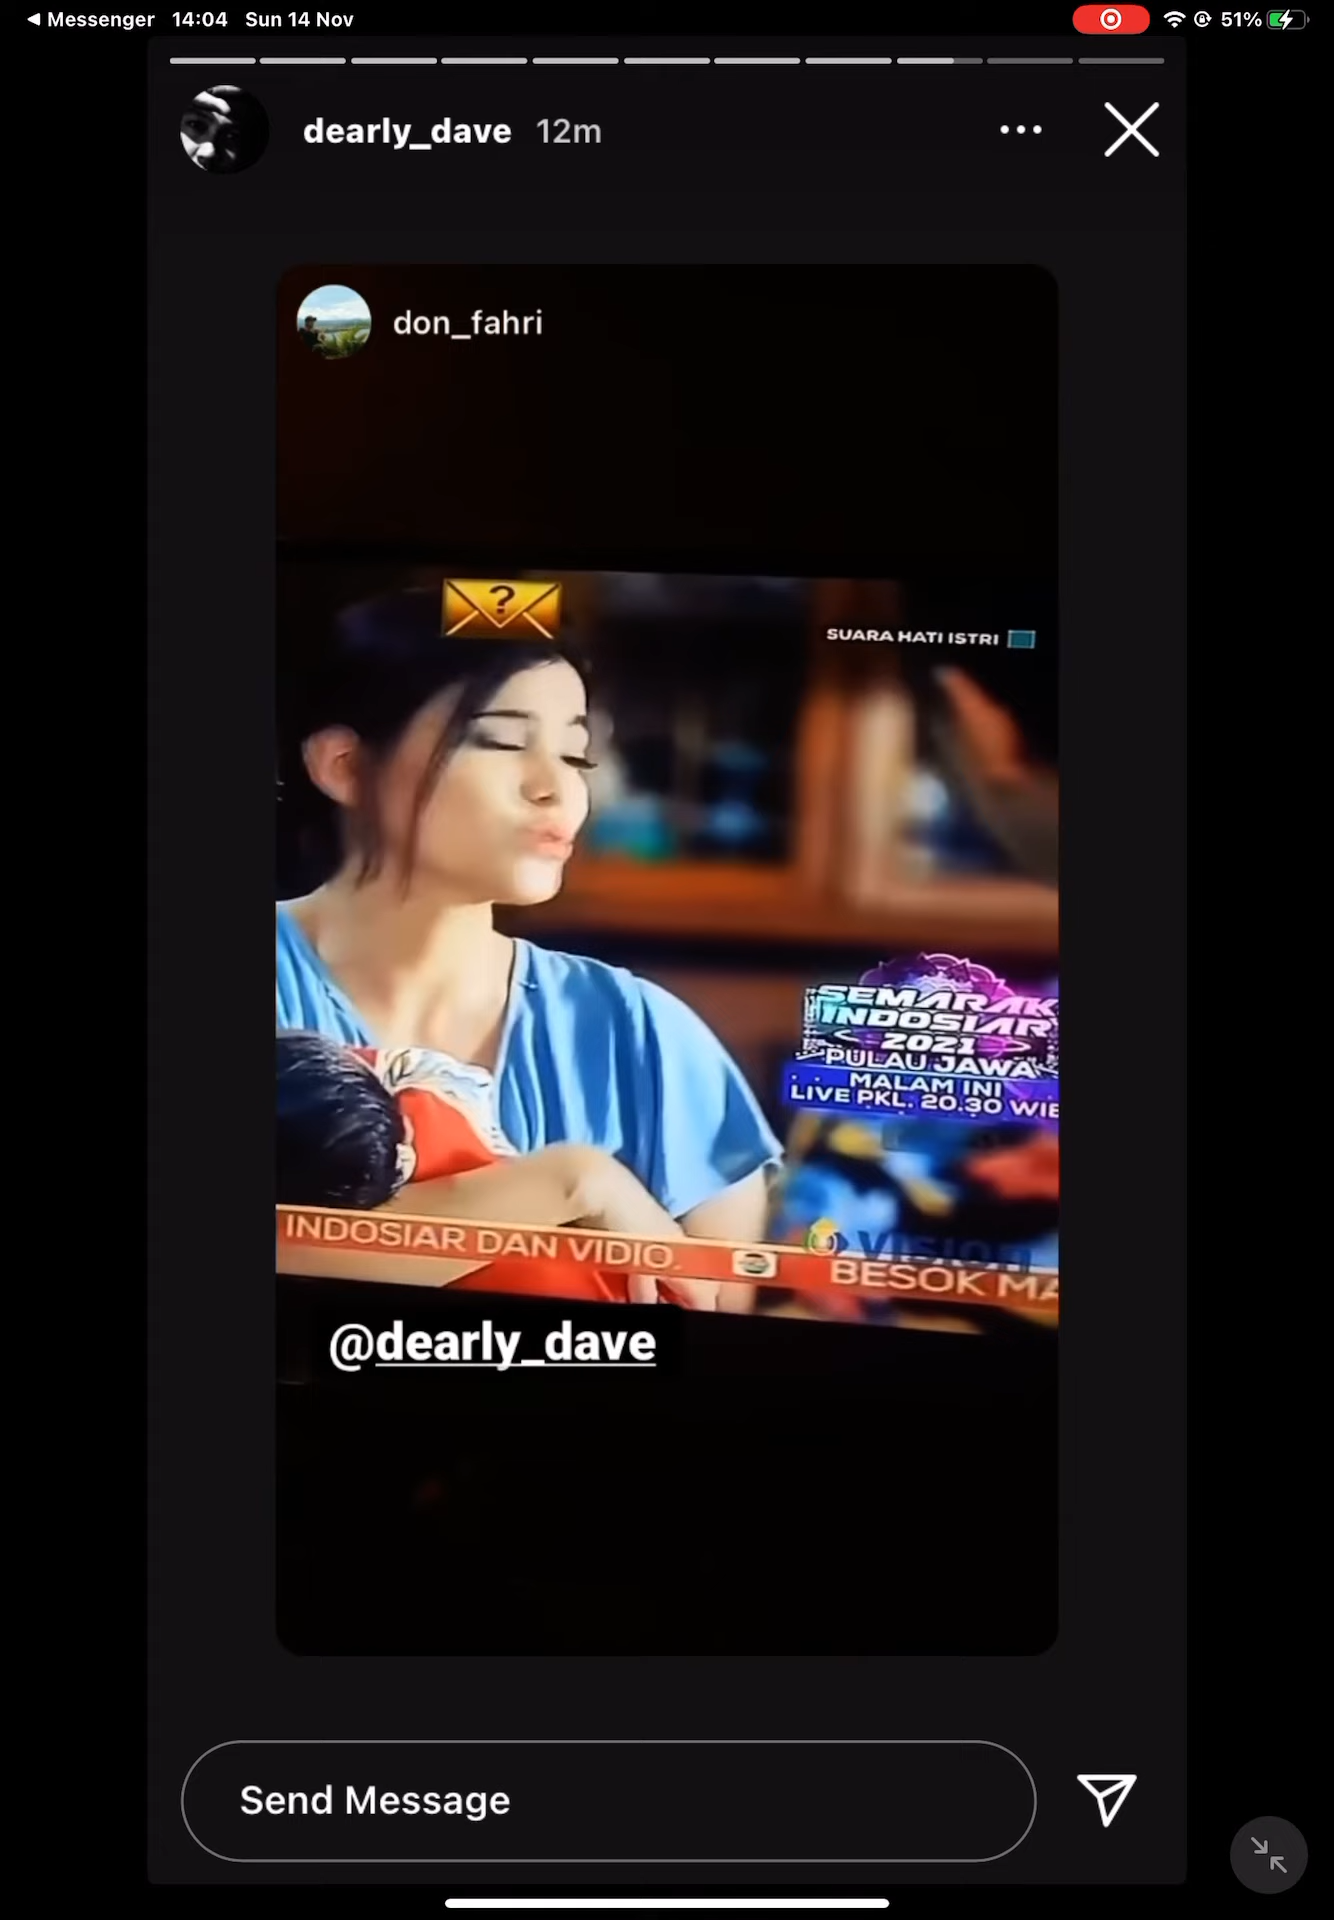 Messenger 14:04 Sun 14 Nov 51%
dearly_dave 12m
don_fahri
?
SUARA HATI ISTRI
SEMARAK
INDOSIAR
2021
PULAU JAWA
MALAM INI
LIVE PKL. 20.30 WIB
INDOSIAR DAN VIDIO.
Vision
BESOK MA
@dearly_dave
Send Message